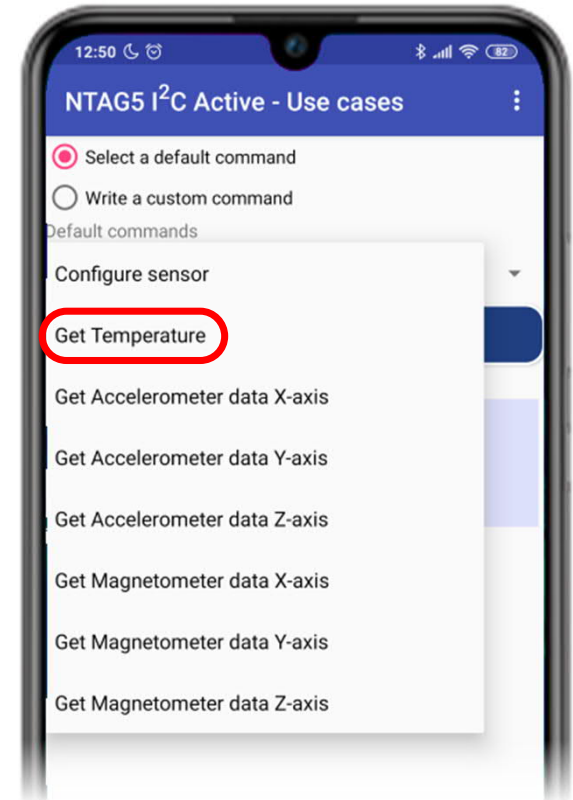 12:50
82
NTAG5 I²C Active - Use cases
Select a default command
Write a custom command
Default commands
Configure sensor
Get Temperature
Get Accelerometer data X-axis
Get Accelerometer data Y-axis
Get Accelerometer data Z-axis
Get Magnetometer data X-axis
Get Magnetometer data Y-axis
Get Magnetometer data Z-axis